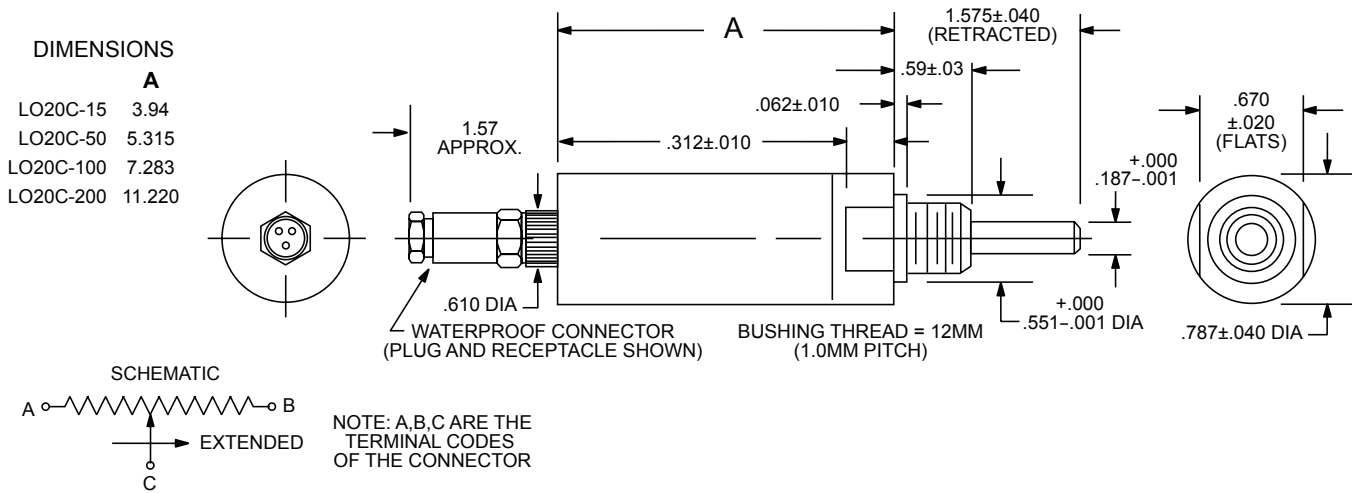 DIMENSIONS
A
LO20C-15 3.94
LO20C-50 5.315
LO20C-100 7.283
LO20C-200 11.220
A
1.575±.040
(RETRACTED)
.59±.03
.062±.010
1.57
APPROX.
.312±.010
.670
±.020
(FLATS)
+.000
.187-.001
.610 DIA
WATERPROOF CONNECTOR
(PLUG AND RECEPTACLE SHOWN)
BUSHING THREAD = 12MM
(1.0MM PITCH)
+.000
.551-.001 DIA
.787±.040 DIA
SCHEMATIC
A
B
EXTENDED
C
NOTE: A,B,C ARE THE
TERMINAL CODES
OF THE CONNECTOR